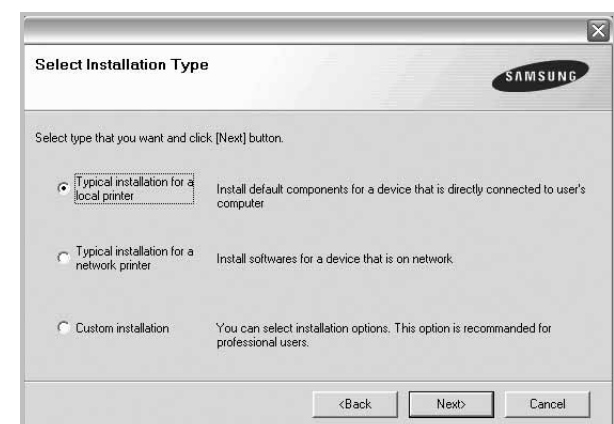 Select Installation Type
SAMSUNG
Select type that you want and click [Next] button.
Typical installation for a
local printer
Install default components for a device that is directly connected to user's
computer
Typical installation for a
network printer
Install softwares for a device that is on network
Custom installation
You can select installation options. This option is recommanded for
professional users.
<Back
Next>
Cancel